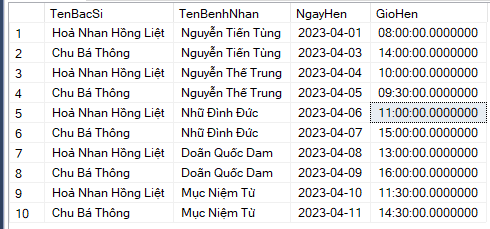 TenBacSi TenBenhNhan NgayHen GioHen
1 Hoả Nhan Hồng Liệt Nguyễn Tiến Tùng 2023-04-01 08:00:00.0000000
2 Chu Bá Thông Nguyễn Tiến Tùng 2023-04-03 14:00:00.0000000
3 Hoả Nhan Hồng Liệt Nguyễn Thế Trung 2023-04-04 10:00:00.0000000
4 Chu Bá Thông Nguyễn Thế Trung 2023-04-05 09:30:00.0000000
5 Hoả Nhan Hồng Liệt Nhữ Đình Đức 2023-04-06 11:00:00.0000000
6 Chu Bá Thông Nhữ Đình Đức 2023-04-07 15:00:00.0000000
7 Hoả Nhan Hồng Liệt Doãn Quốc Dam 2023-04-08 13:00:00.0000000
8 Chu Bá Thông Doãn Quốc Dam 2023-04-09 16:00:00.0000000
9 Hoả Nhan Hồng Liệt Mục Niệm Từ 2023-04-10 11:30:00.0000000
10 Chu Bá Thông Mục Niệm Từ 2023-04-11 14:30:00.0000000